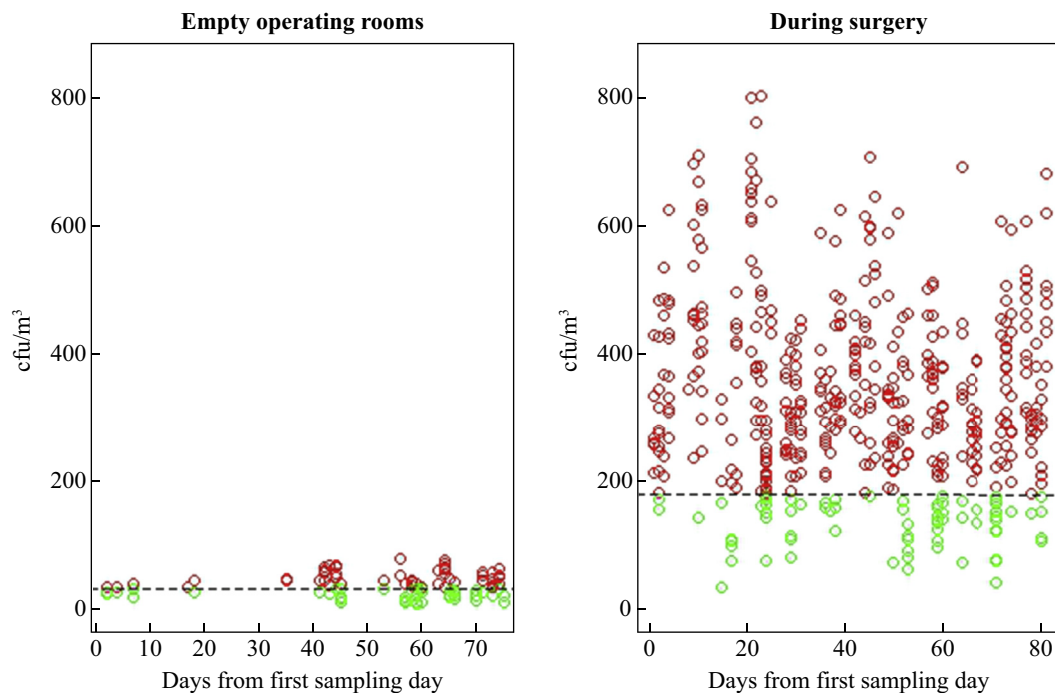 Empty operating rooms
cfu/m³
800
600
400
200
0
0 10 20 30 40 50 60 70
Days from first sampling day
During surgery
cfu/m³
800
600
400
200
0
0 20 40 60 80
Days from first sampling day